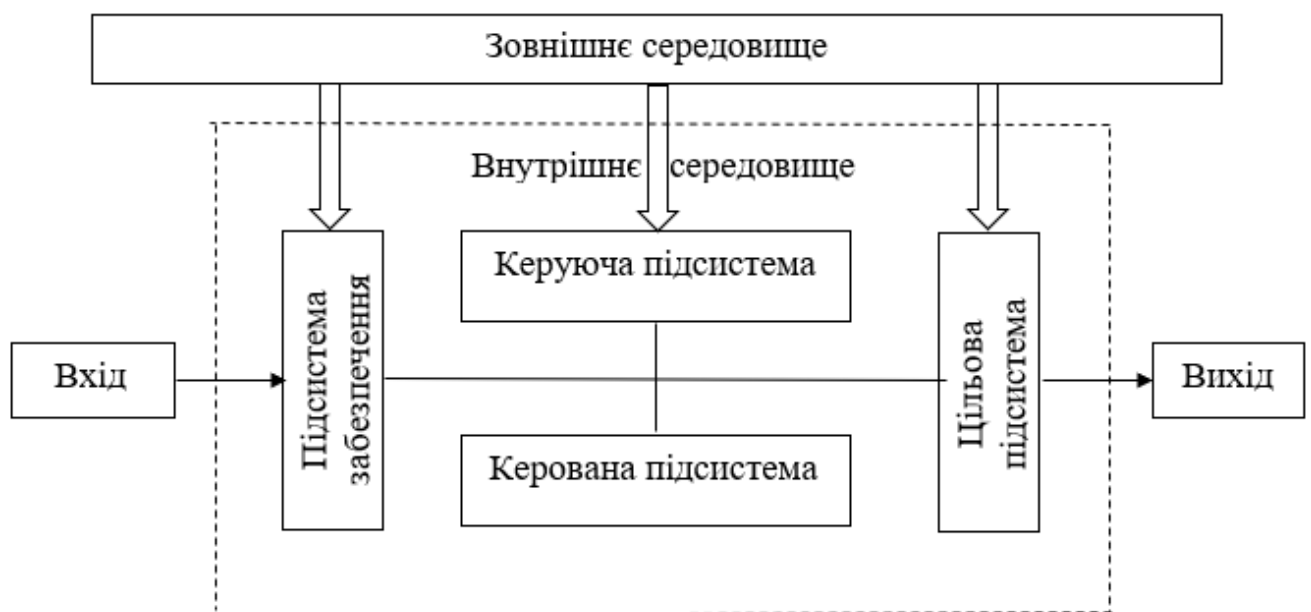 Зовнішнє середовище
Внутрішнє середовище
Керуюча підсистема
Підсистема
забезпечення
Цільова
підсистема
Вхід
Вихід
Керована підсистема